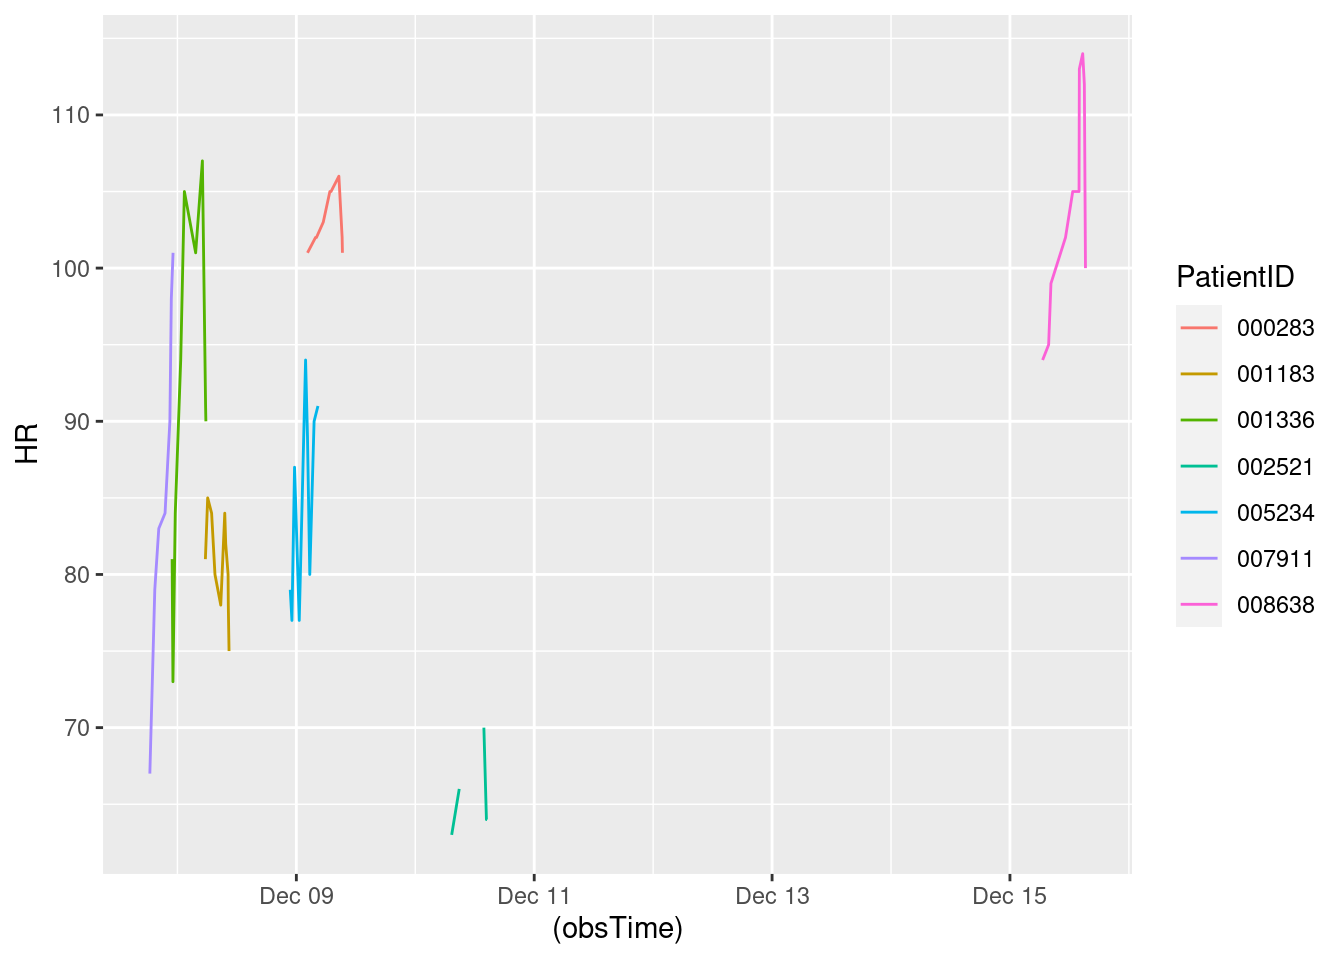 110
100
90
80
70
HR
Dec 09
Dec 11
Dec 13
Dec 15
(obsTime)
PatientID
000283
001183
001336
002521
005234
007911
008638